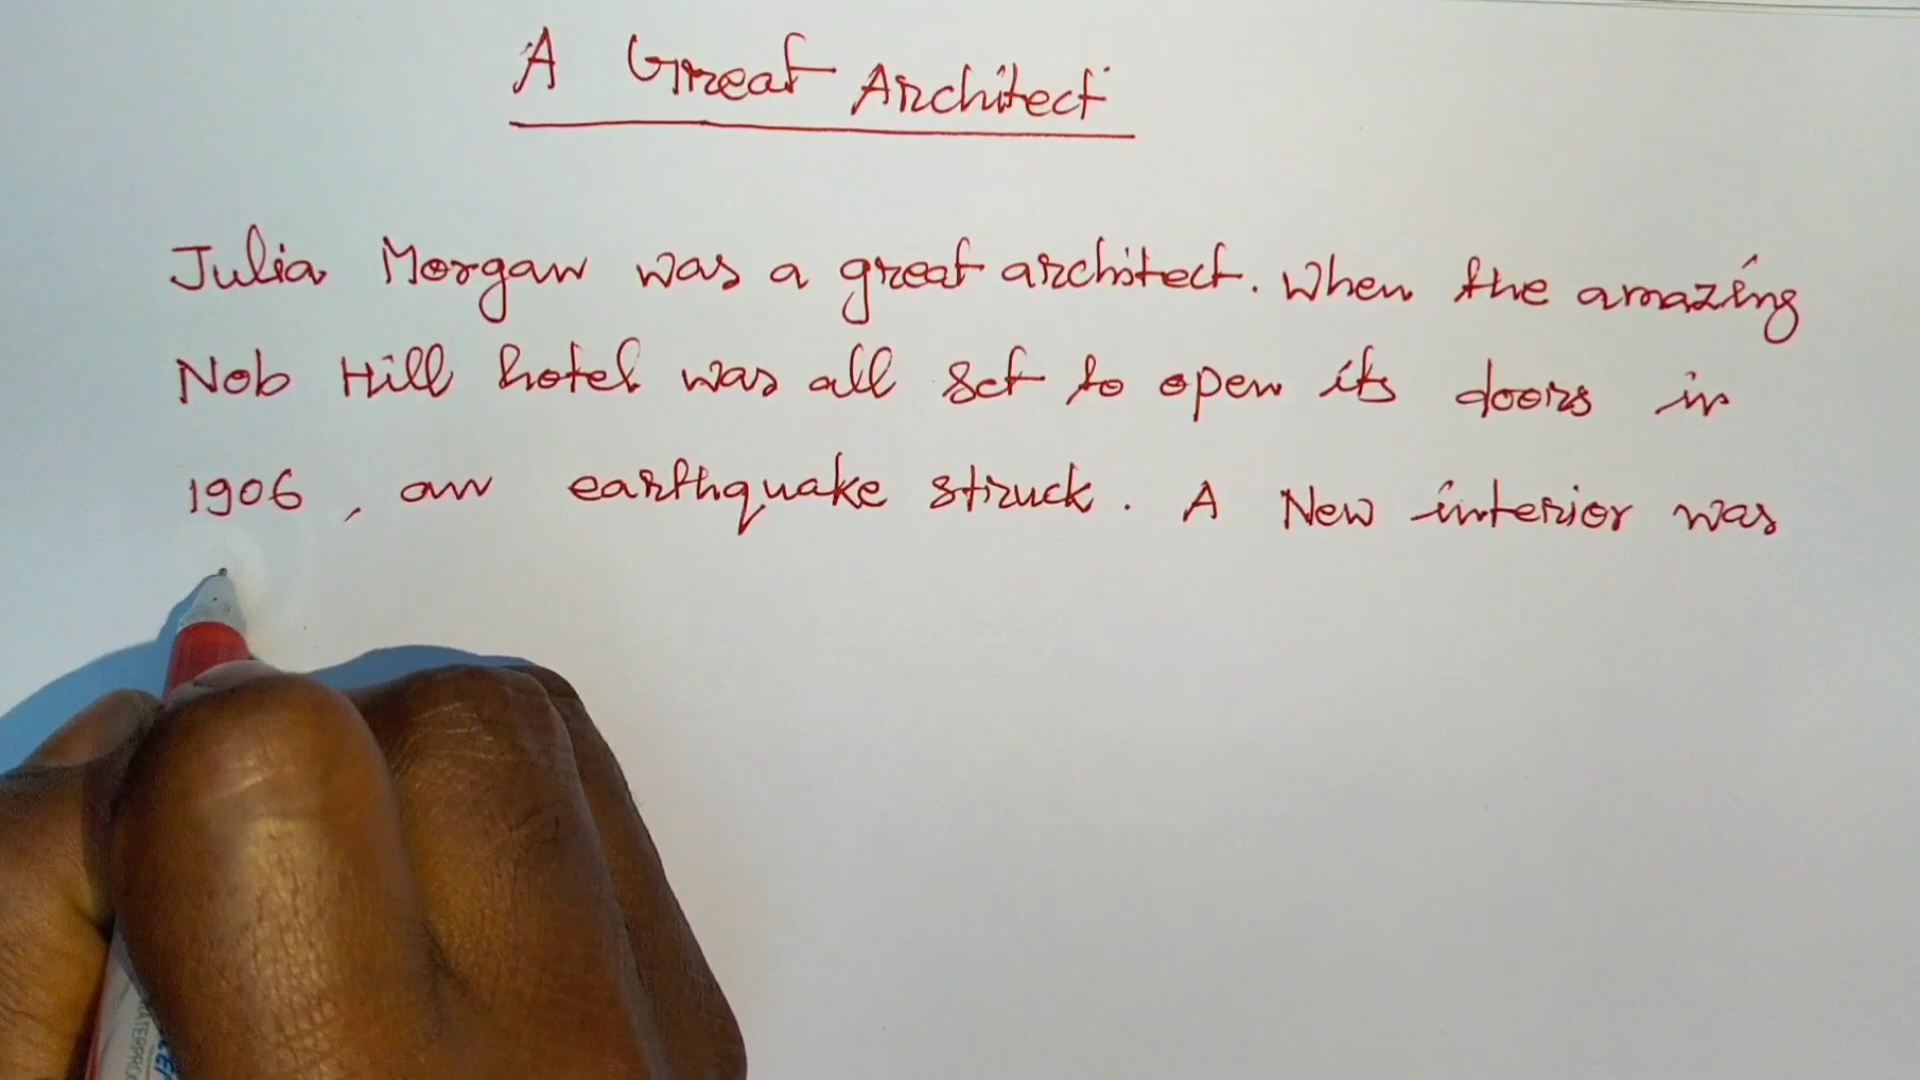 A Great Architect
Julia Morgan was a great architect. When the amazing
Nob Hill hotel was all set to open its doors in
1906, an earthquake struck. A New interior was